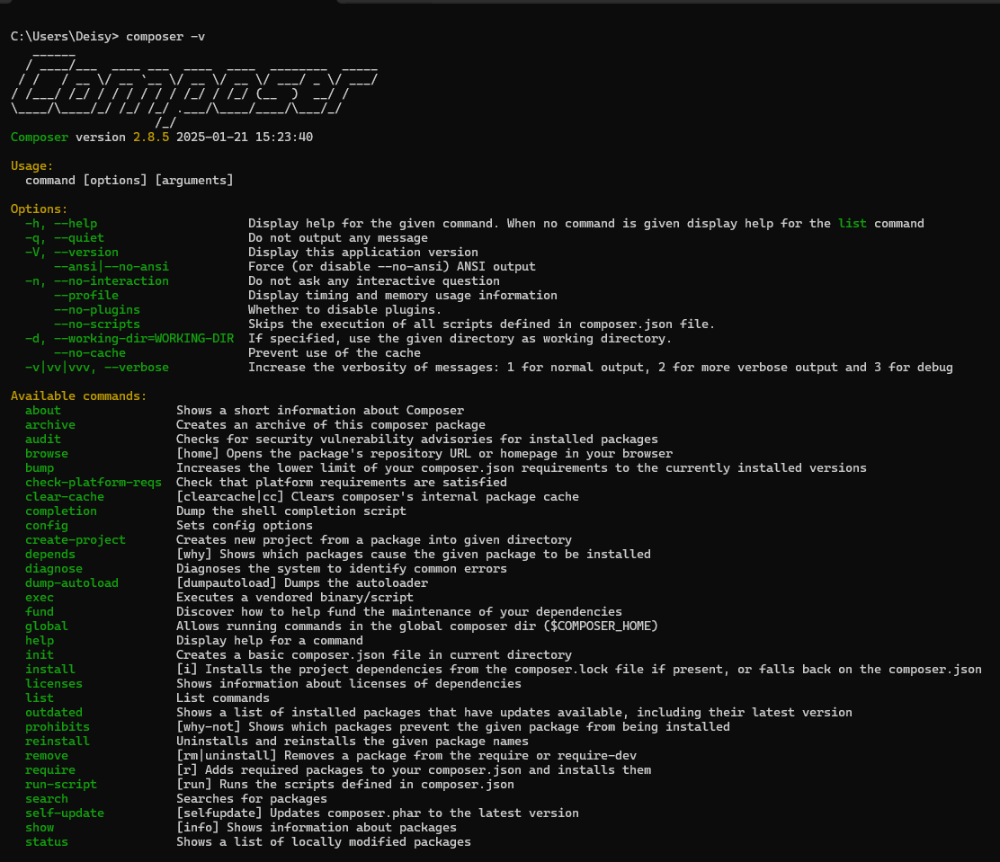 C:\Users\Deisy> composer -v
   ______
  / ____/___  ____ ___  ____  ____  ________  _____
 / /   / __ \/ __ `__ \/ __ \/ __ \/ ___/ _ \/ ___/
/ /___/ /_/ / / / / / / /_/ / /_/ (__  )  __/ /
\____/\____/_/ /_/ /_/ .___/\____/____/\___/_/
                    /_/
Composer version 2.8.5 2025-01-21 15:23:40

Usage:
  command [options] [arguments]

Options:
  -h, --help                     Display help for the given command. When no command is given display help for the list command
  -q, --quiet                    Do not output any message
  -V, --version                  Display this application version
      --ansi|--no-ansi           Force (or disable --no-ansi) ANSI output
  -n, --no-interaction           Do not ask any interactive question
      --profile                  Display timing and memory usage information
      --no-plugins               Whether to disable plugins.
      --no-scripts               Skips the execution of all scripts defined in composer.json file.
  -d, --working-dir=WORKING-DIR  If specified, use the given directory as working directory.
      --no-cache                 Prevent use of the cache
  -v|vv|vvv, --verbose           Increase the verbosity of messages: 1 for normal output, 2 for more verbose output and 3 for debug

Available commands:
  about                Shows a short information about Composer
  archive              Creates an archive of this composer package
  audit                Checks for security vulnerability advisories for installed packages
  browse               [home] Opens the package's repository URL or homepage in your browser
  bump                 Increases the lower limit of your composer.json requirements to the currently installed versions
  check-platform-reqs  Check that platform requirements are satisfied
  clear-cache          [clearcache|cc] Clears composer's internal package cache
  completion           Dump the shell completion script
  config               Sets config options
  create-project       Creates new project from a package into given directory
  depends              [why] Shows which packages cause the given package to be installed
  diagnose             Diagnoses the system to identify common errors
  dump-autoload        [dumpautoload] Dumps the autoloader
  exec                 Executes a vendored binary/script
  fund                 Discover how to help fund the maintenance of your dependencies
  global               Allows running commands in the global composer dir ($COMPOSER_HOME)
  help                 Display help for a command
  init                 Creates a basic composer.json file in current directory
  install              [i] Installs the project dependencies from the composer.lock file if present, or falls back on the composer.json
  licenses             Shows information about licenses of dependencies
  list                 List commands
  outdated             Shows a list of installed packages that have updates available, including their latest version
  prohibits            [why-not] Shows which packages prevent the given package from being installed
  reinstall            Uninstalls and reinstalls the given package names
  remove               [rm|uninstall] Removes a package from the require or require-dev
  require              [r] Adds required packages to your composer.json and installs them
  run-script           [run] Runs the scripts defined in composer.json
  search               Searches for packages
  self-update          [selfupdate] Updates composer.phar to the latest version
  show                 [info] Shows information about packages
  status               Shows a list of locally modified packages